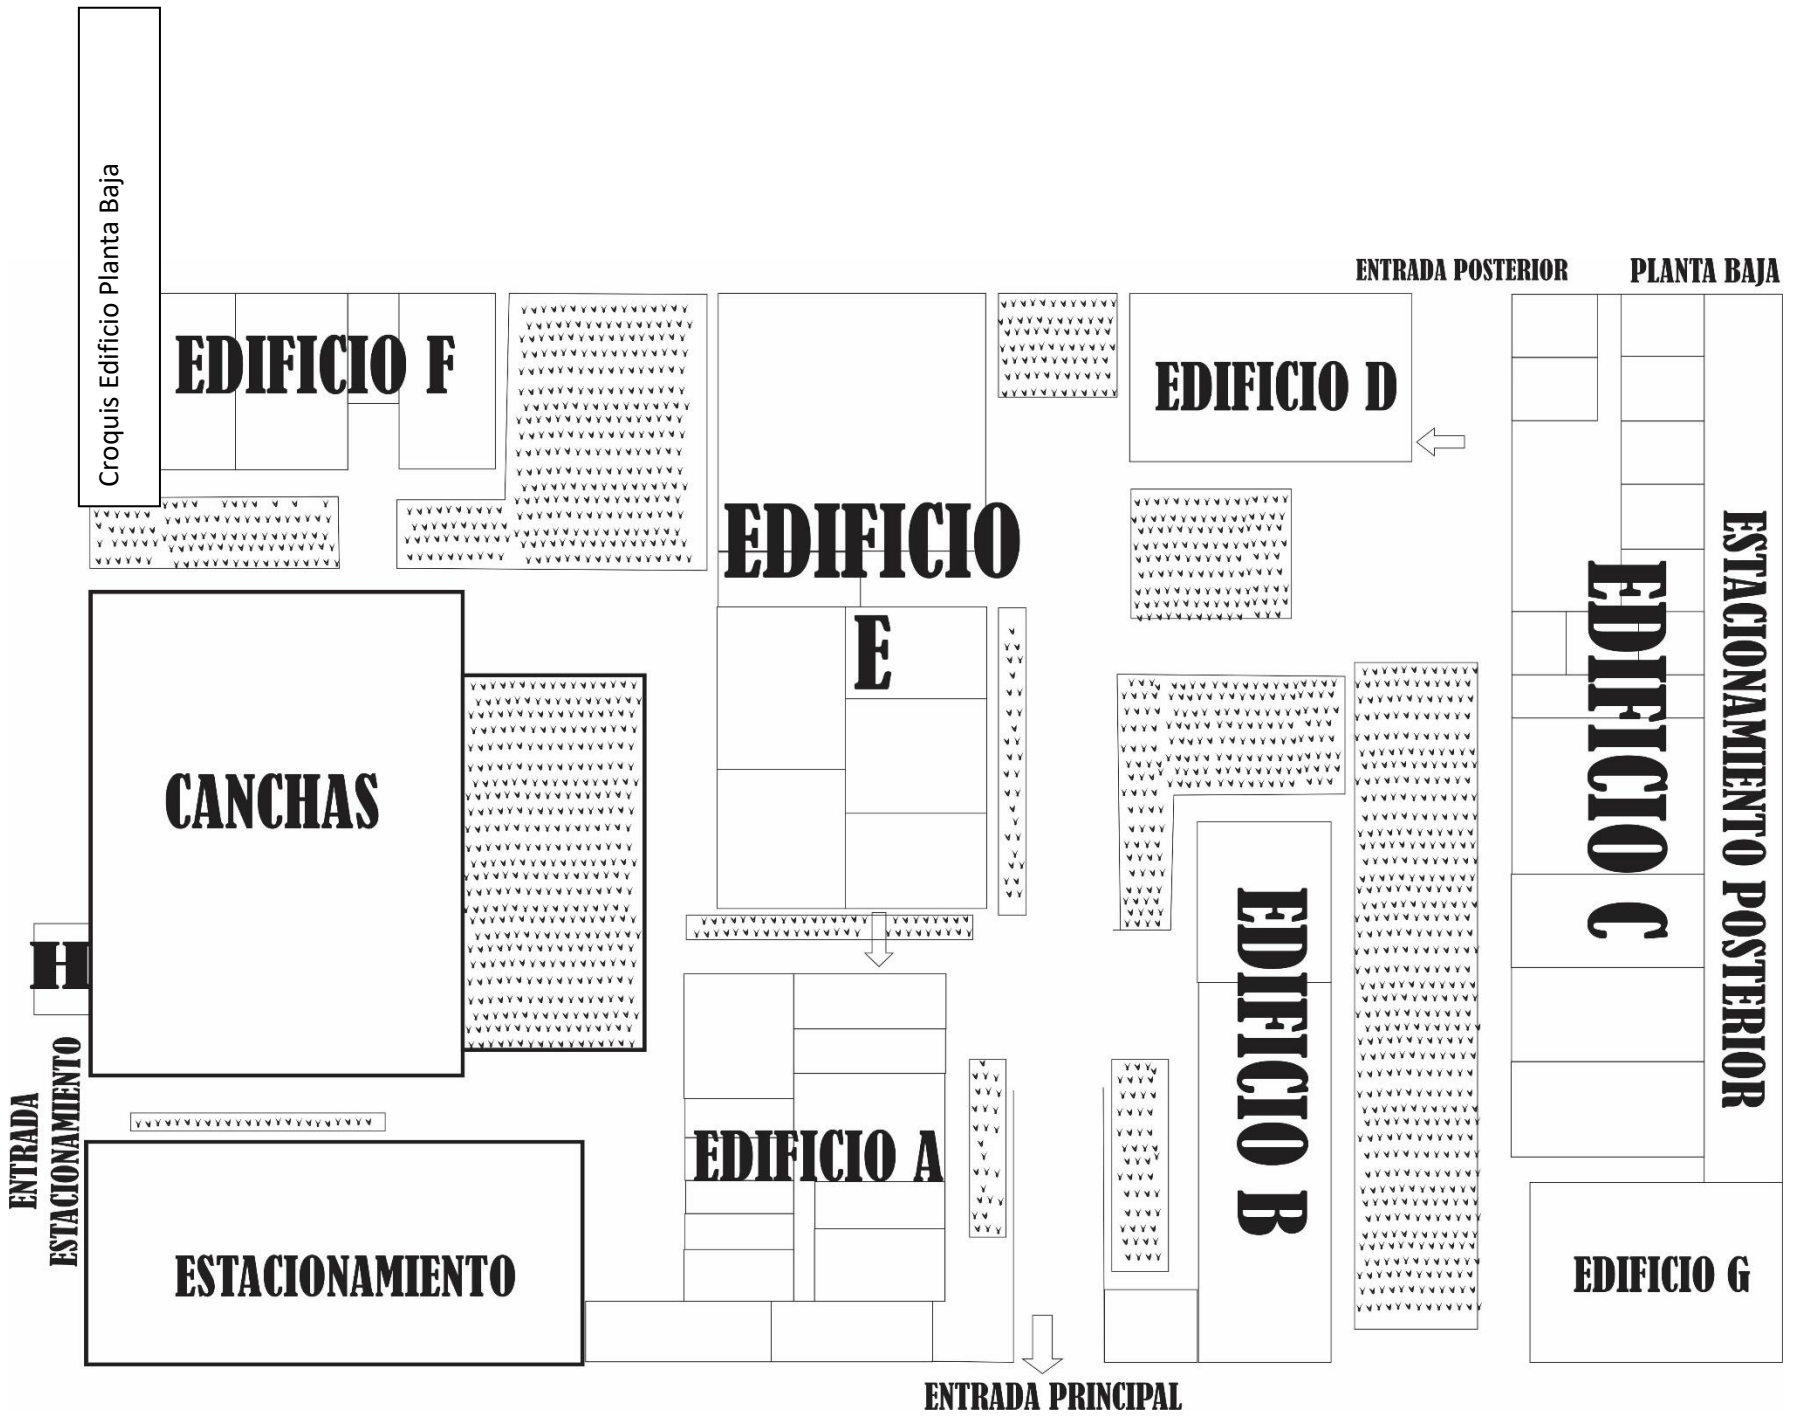 Croquis Edificio Planta Baja
ENTRADA POSTERIOR
PLANTA BAJA
EDIFICIO F
EDIFICIO D
EDIFICIO
E
EDIFICIO C
ESTACIONAMIENTO POSTERIOR
CANCHAS
H
EDIFICIO B
ENTRADA
ESTACIONAMIENTO
EDIFICIO A
ESTACIONAMIENTO
EDIFICIO G
ENTRADA PRINCIPAL